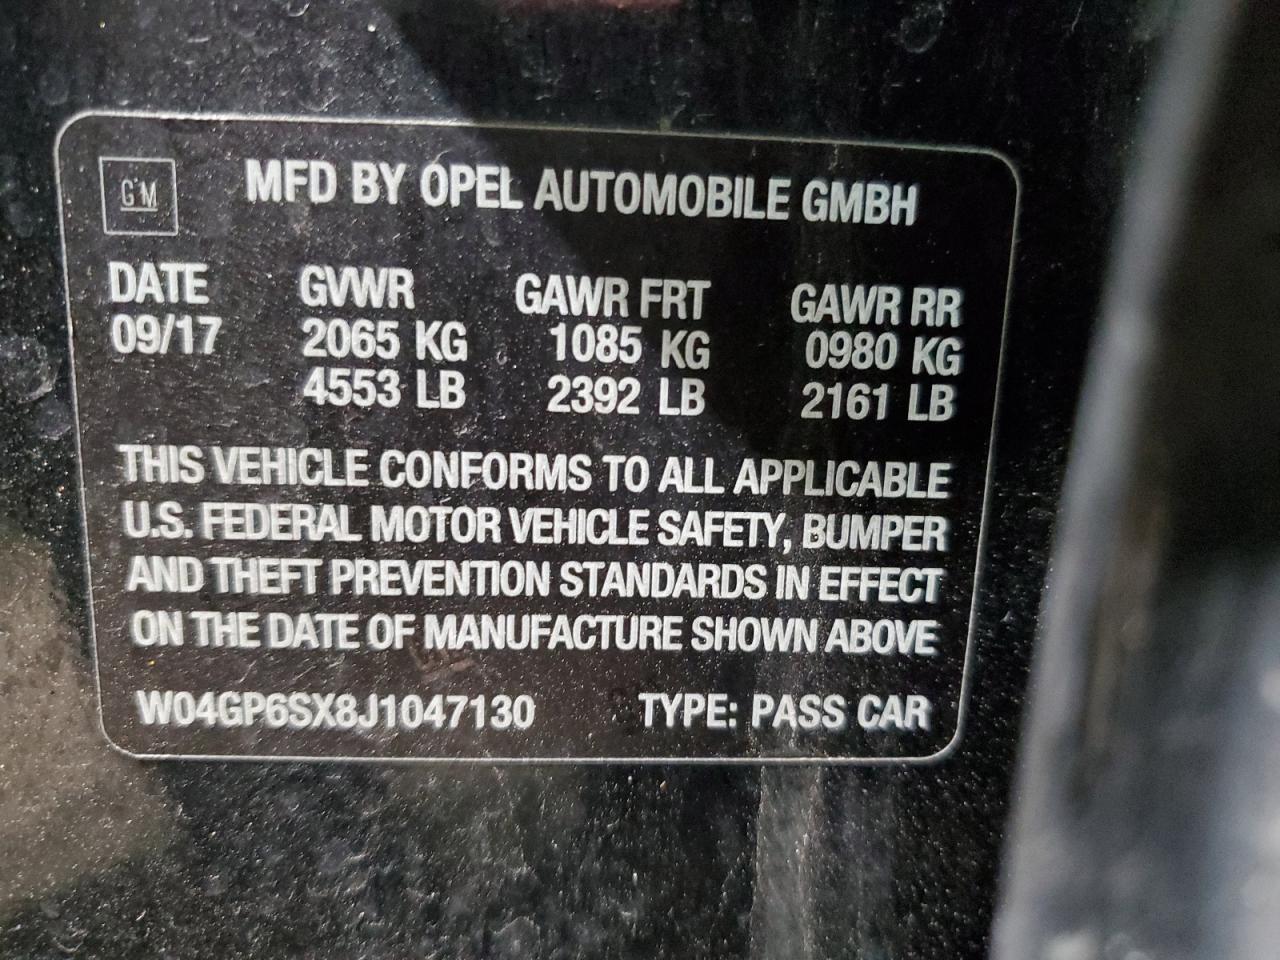 GM
MFD BY OPEL AUTOMOBILE GMBH
DATE GVWR GAWR FRT GAWR RR
09/17 2065 KG 1085 KG 0980 KG
4553 LB 2392 LB 2161 LB
THIS VEHICLE CONFORMS TO ALL APPLICABLE
U.S. FEDERAL MOTOR VEHICLE SAFETY, BUMPER
AND THEFT PREVENTION STANDARDS IN EFFECT
ON THE DATE OF MANUFACTURE SHOWN ABOVE
W04GP6SX8J1047130 TYPE: PASS CAR